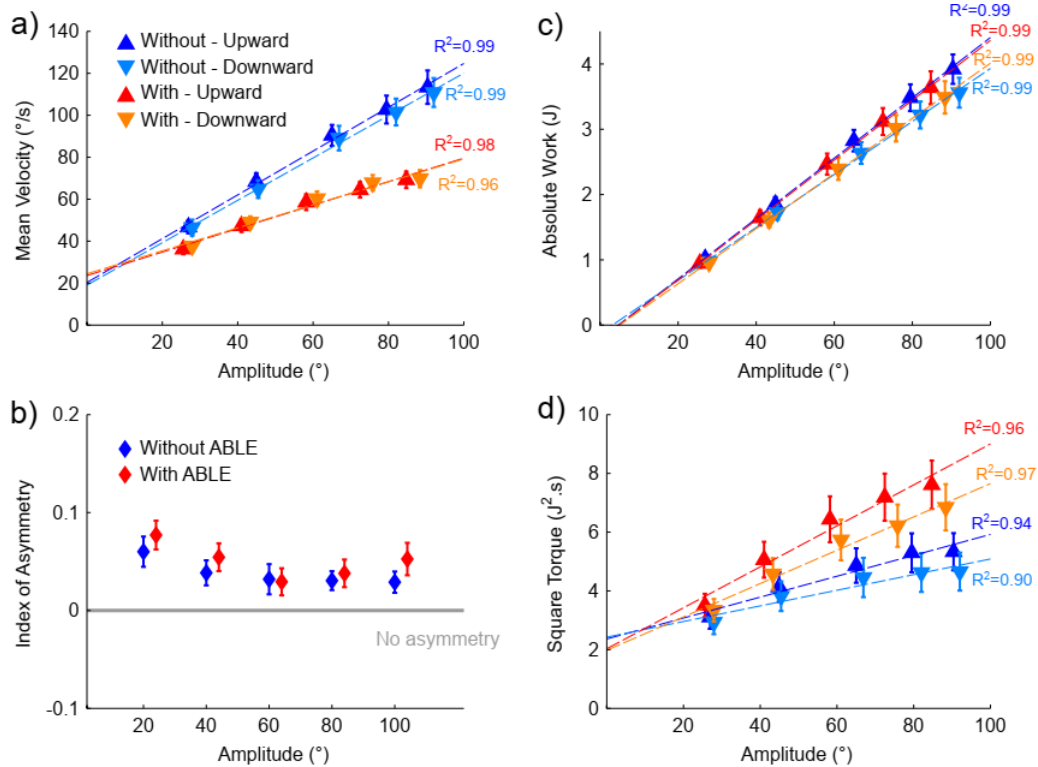 a)
140
120
100
80
60
40
20
0
Mean Velocity (°/s)
Without - Upward
Without - Downward
With - Upward
With - Downward
R²=0.99
R²=0.99
R²=0.98
R²=0.96
20 40 60 80 100
Amplitude (°)
c)
4
3
2
1
0
Absolute Work (J)
R²=0.99
R²=0.99
R²=0.99
R²=0.99
20 40 60 80 100
Amplitude (°)
b)
0.2
0.1
0
-0.1
Index of Asymmetry
Without ABLE
With ABLE
No asymmetry
20 40 60 80 100
Amplitude (°)
d)
10
8
6
4
2
0
Square Torque (J².s)
R²=0.96
R²=0.97
R²=0.94
R²=0.90
20 40 60 80 100
Amplitude (°)